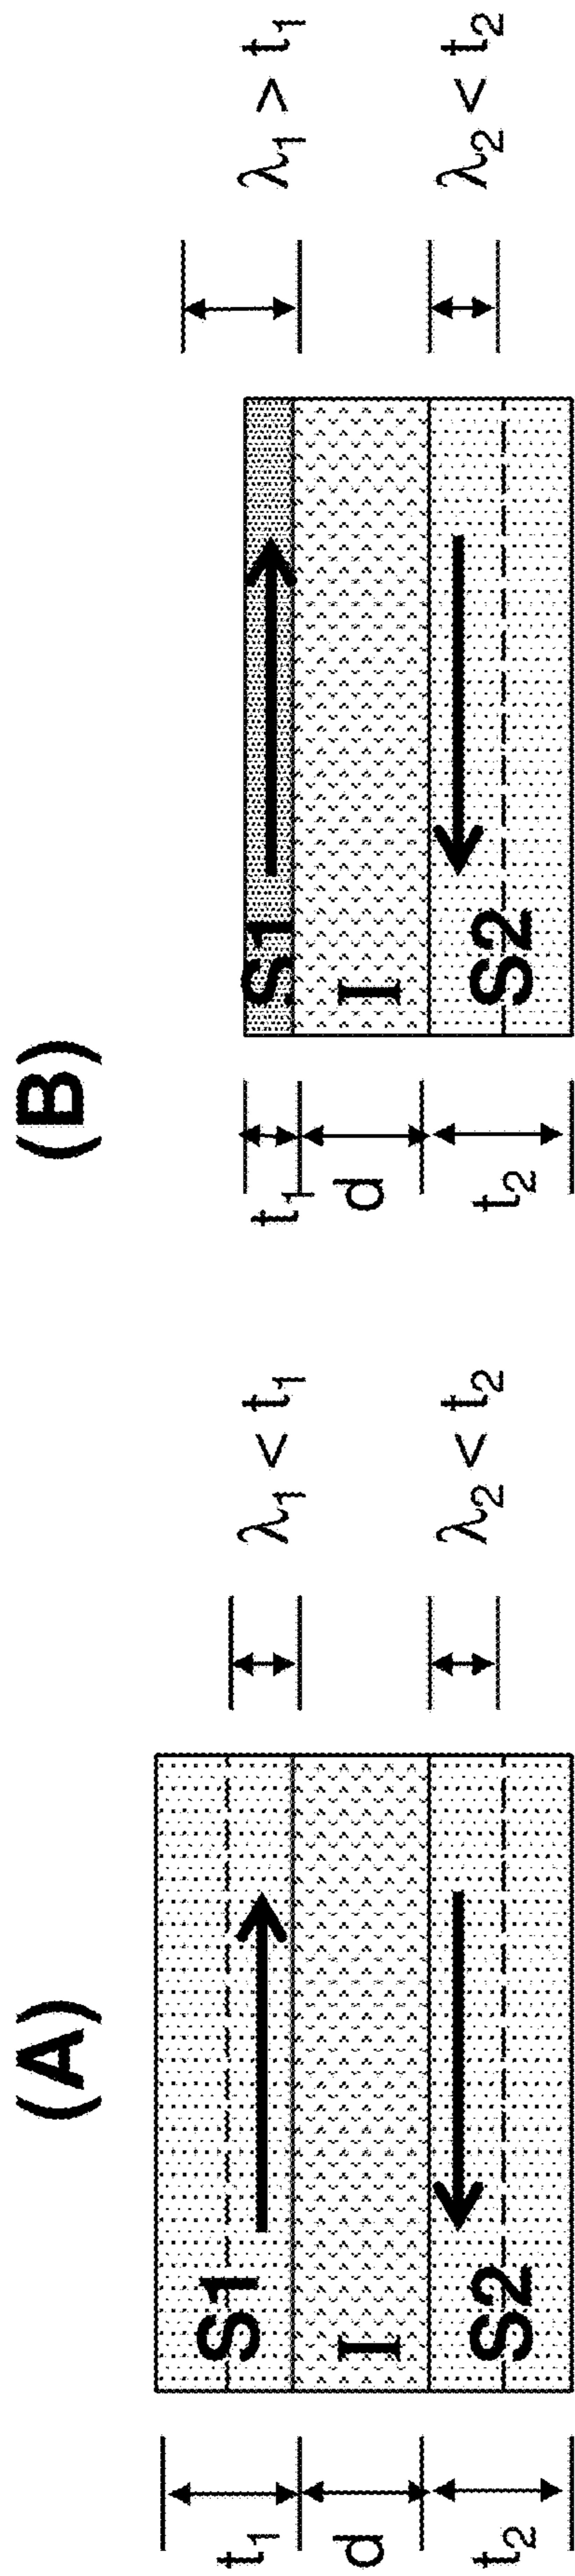 (A)
t₁
S1
λ₁ < t₁
d
I
t₂
S2
λ₂ < t₂
(B)
t₁
S1
λ₁ > t₁
d
I
t₂
S2
λ₂ < t₂